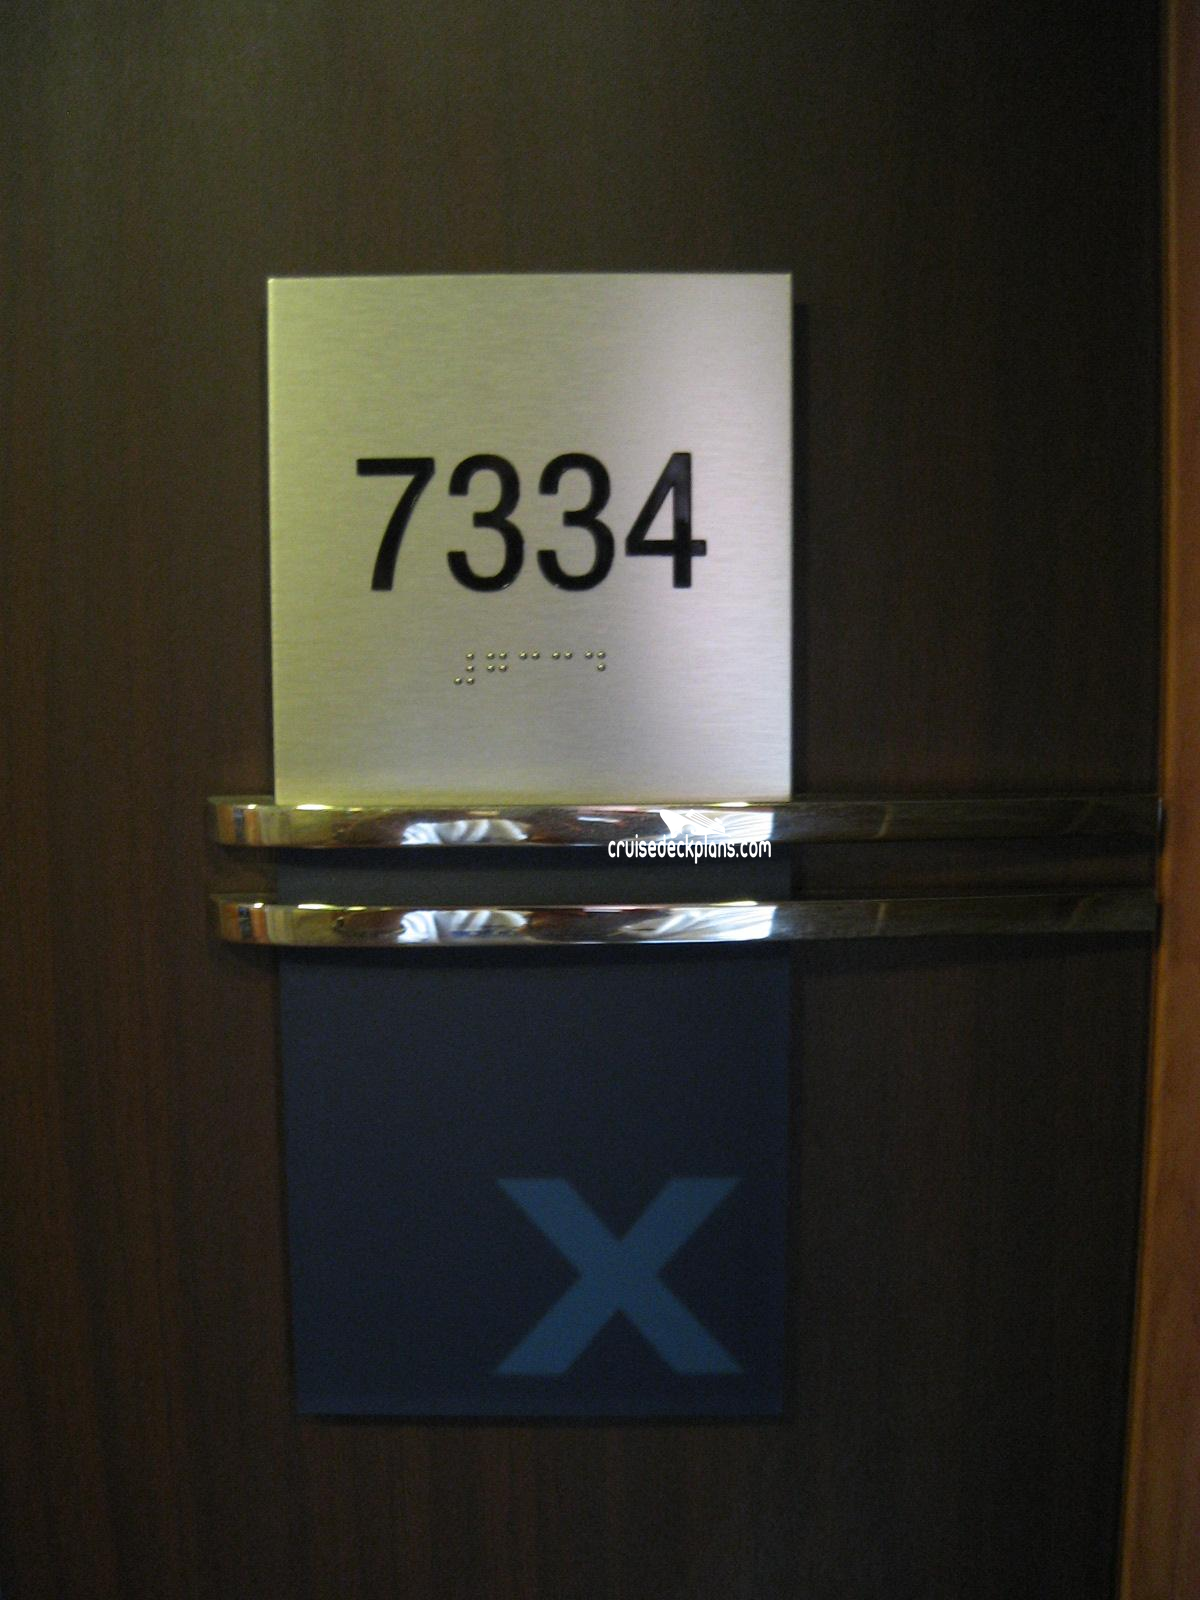 7334
⠼⠛⠉⠉⠙
cruisedeckplans.com
X